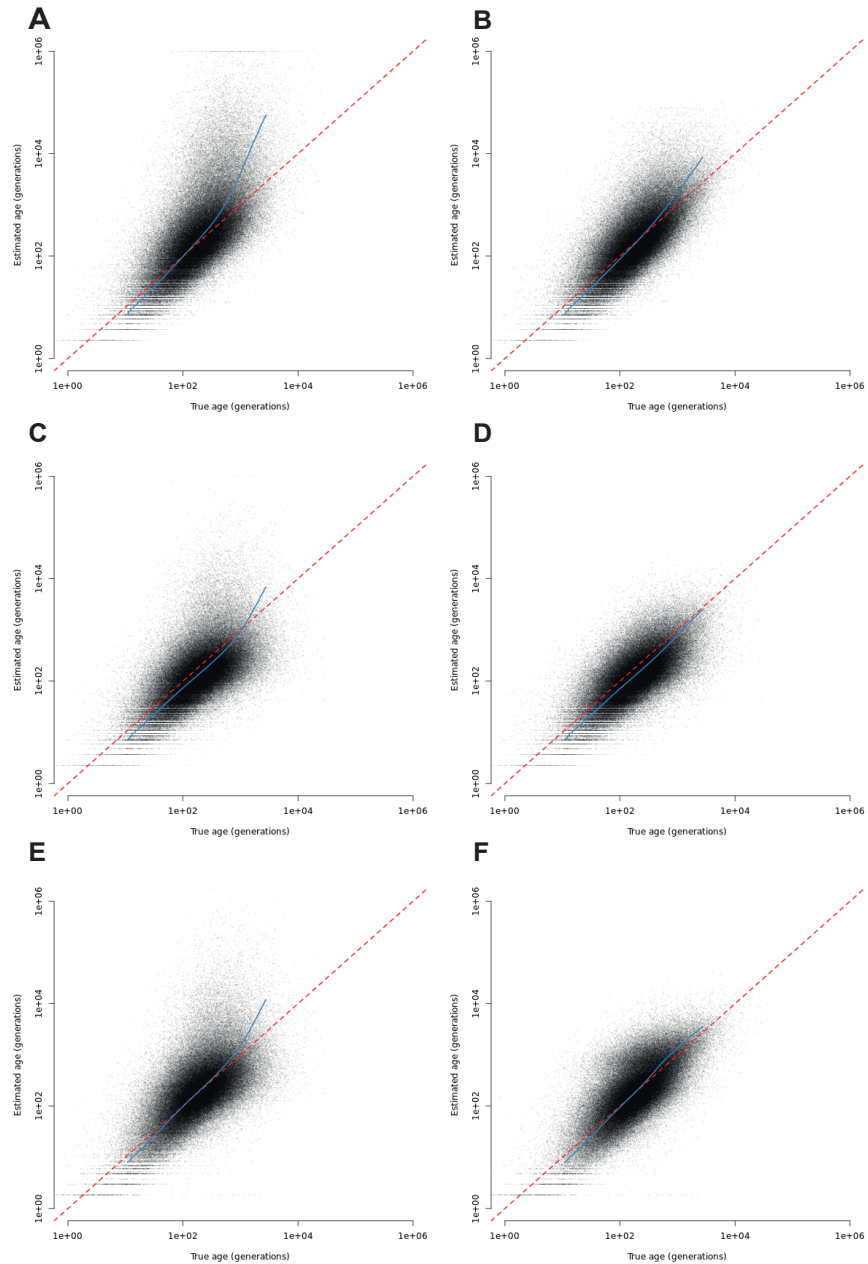 A
B
1e+06
1e+04
1e+02
1e+00
Estimated age (generations)
1e+00 1e+02 1e+04 1e+06
True age (generations)
1e+06
1e+04
1e+02
1e+00
Estimated age (generations)
1e+00 1e+02 1e+04 1e+06
True age (generations)
C
D
1e+06
1e+04
1e+02
1e+00
Estimated age (generations)
1e+00 1e+02 1e+04 1e+06
True age (generations)
1e+06
1e+04
1e+02
1e+00
Estimated age (generations)
1e+00 1e+02 1e+04 1e+06
True age (generations)
E
F
1e+06
1e+04
1e+02
1e+00
Estimated age (generations)
1e+00 1e+02 1e+04 1e+06
True age (generations)
1e+06
1e+04
1e+02
1e+00
Estimated age (generations)
1e+00 1e+02 1e+04 1e+06
True age (generations)